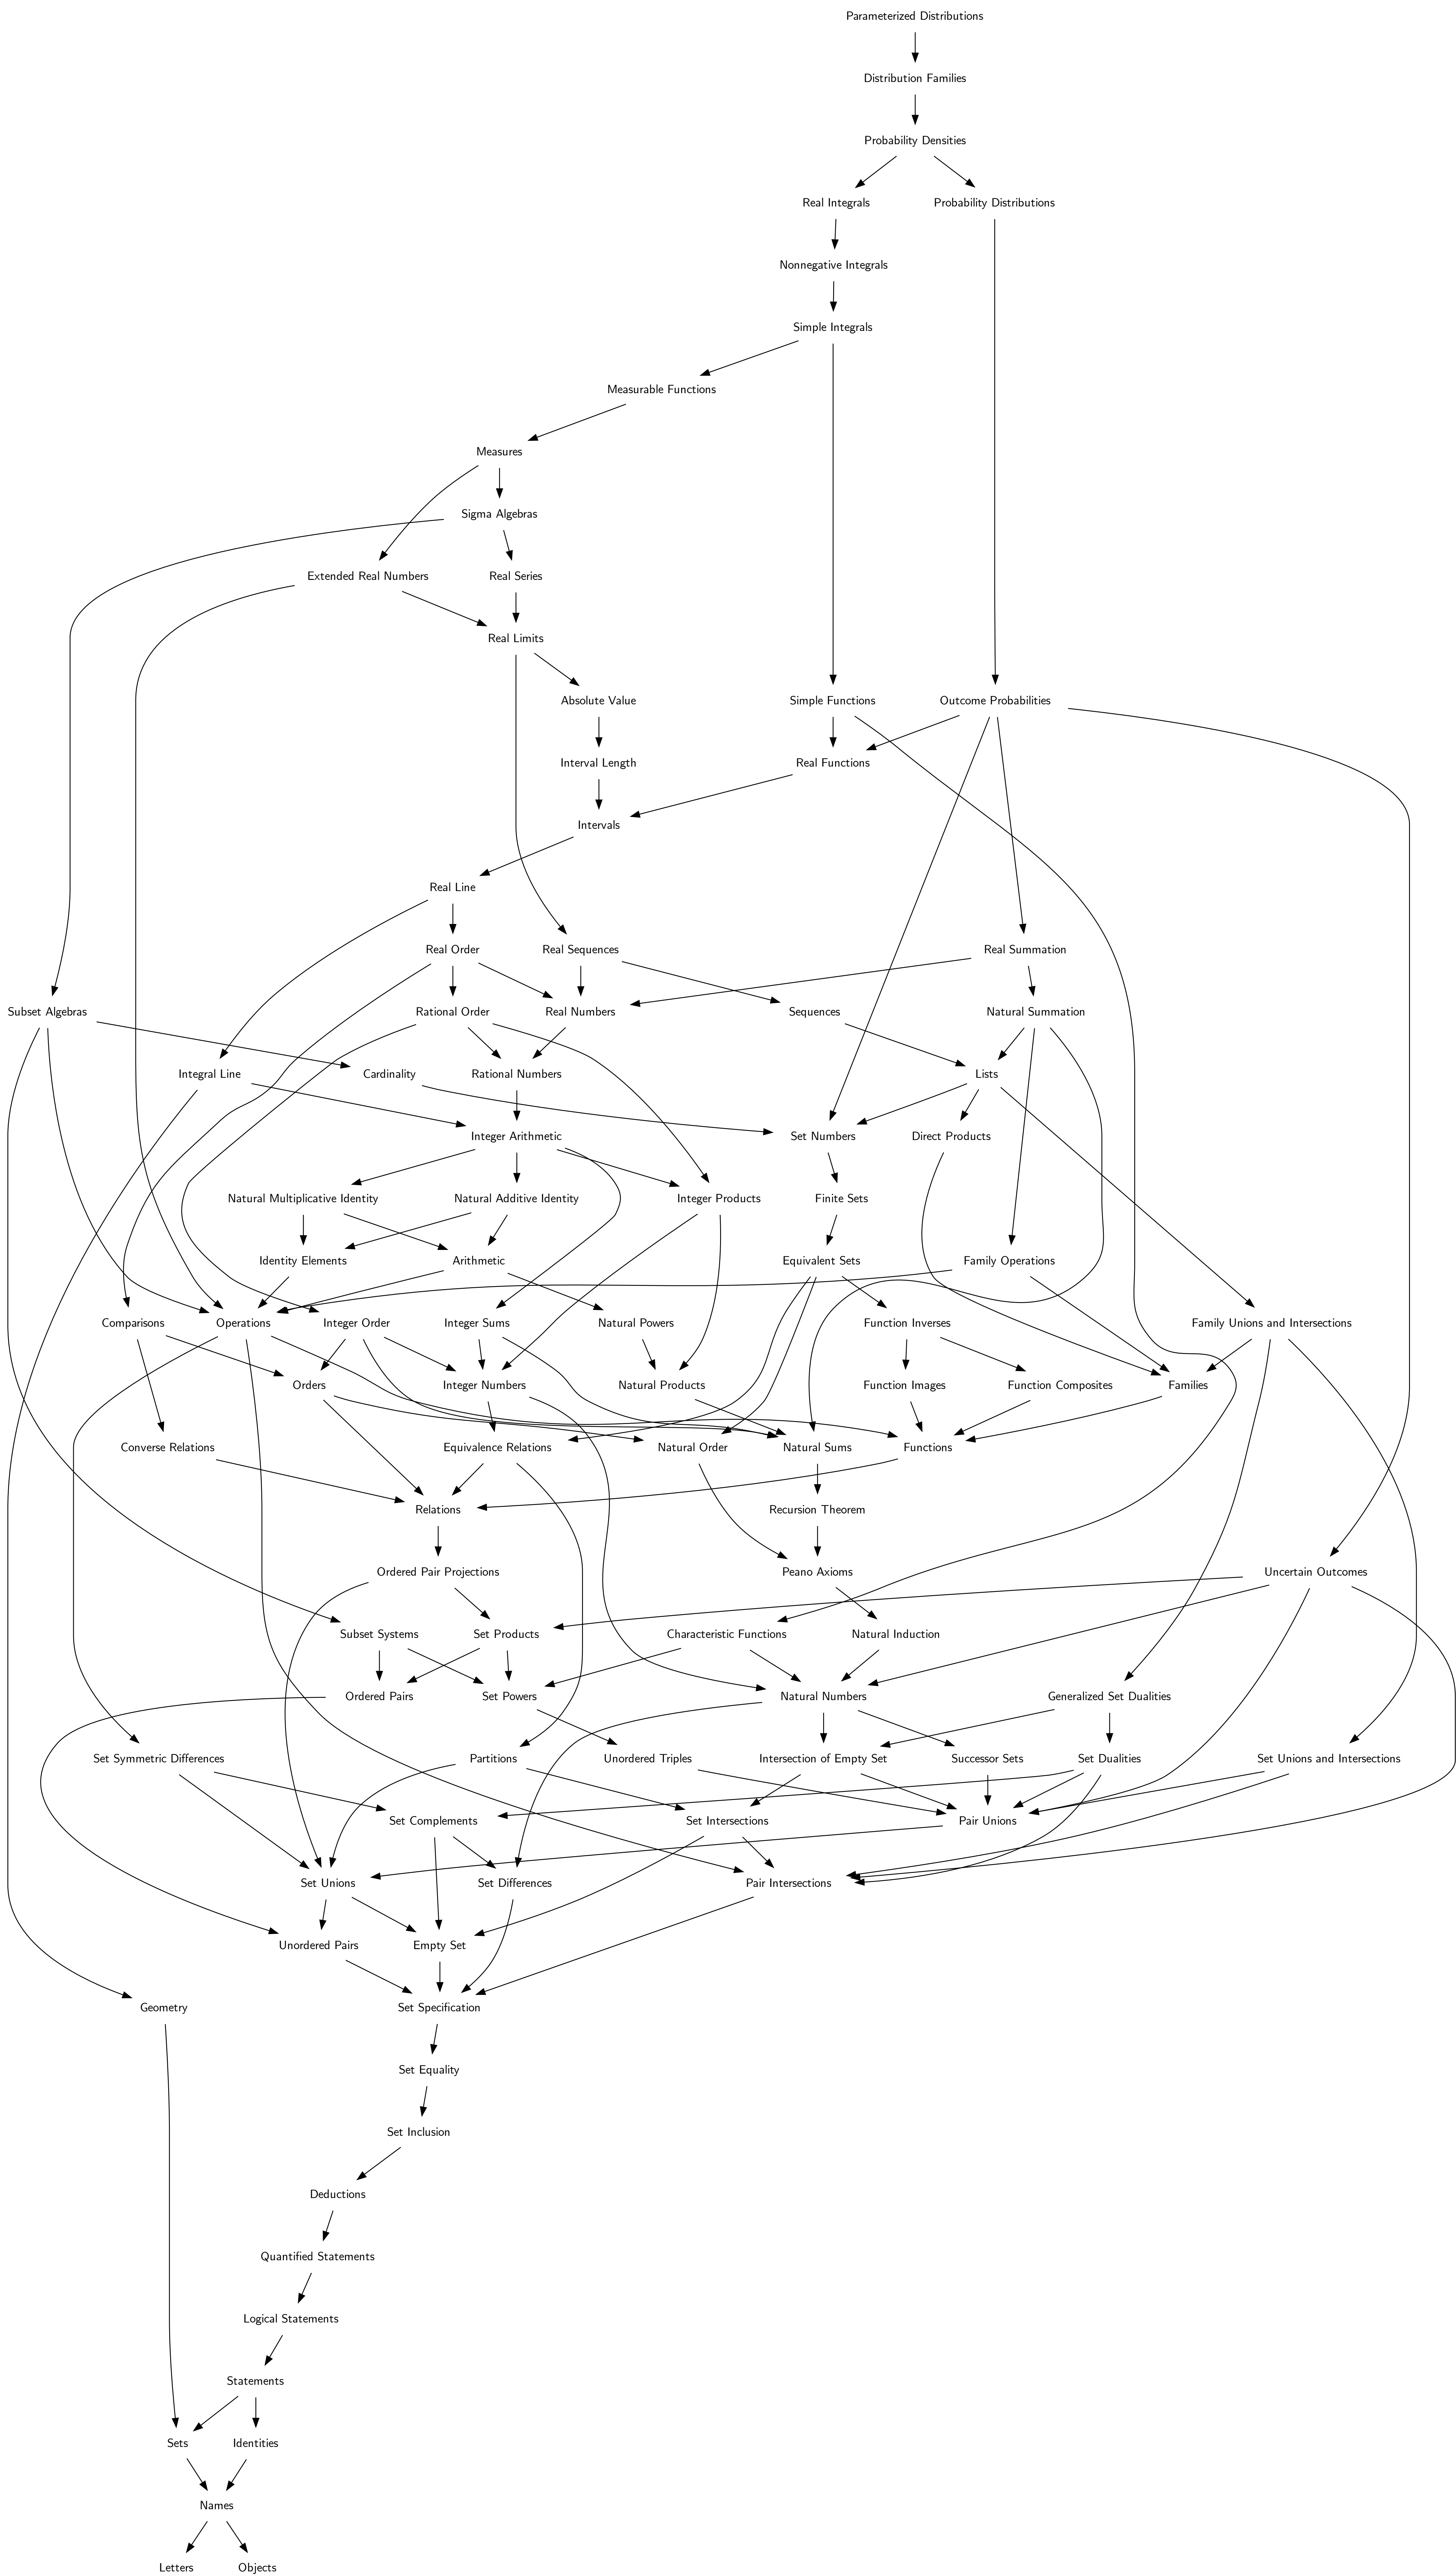 Parameterized Distributions
Distribution Families
Probability Densities
Real Integrals
Probability Distributions
Nonnegative Integrals
Simple Integrals
Measurable Functions
Measures
Sigma Algebras
Extended Real Numbers
Real Series
Real Limits
Absolute Value
Simple Functions
Outcome Probabilities
Interval Length
Real Functions
Intervals
Real Line
Real Order
Real Sequences
Real Summation
Subset Algebras
Rational Order
Real Numbers
Sequences
Natural Summation
Integral Line
Cardinality
Rational Numbers
Lists
Integer Arithmetic
Set Numbers
Direct Products
Natural Multiplicative Identity
Natural Additive Identity
Integer Products
Finite Sets
Identity Elements
Arithmetic
Equivalent Sets
Family Operations
Comparisons
Operations
Integer Order
Integer Sums
Natural Powers
Function Inverses
Family Unions and Intersections
Orders
Integer Numbers
Natural Products
Function Images
Function Composites
Families
Converse Relations
Equivalence Relations
Natural Order
Natural Sums
Functions
Relations
Recursion Theorem
Ordered Pair Projections
Peano Axioms
Uncertain Outcomes
Subset Systems
Set Products
Characteristic Functions
Natural Induction
Ordered Pairs
Set Powers
Natural Numbers
Generalized Set Dualities
Set Symmetric Differences
Partitions
Unordered Triples
Intersection of Empty Set
Successor Sets
Set Dualities
Set Unions and Intersections
Set Complements
Set Intersections
Pair Unions
Set Unions
Set Differences
Pair Intersections
Unordered Pairs
Empty Set
Geometry
Set Specification
Set Equality
Set Inclusion
Deductions
Quantified Statements
Logical Statements
Statements
Sets
Identities
Names
Letters
Objects